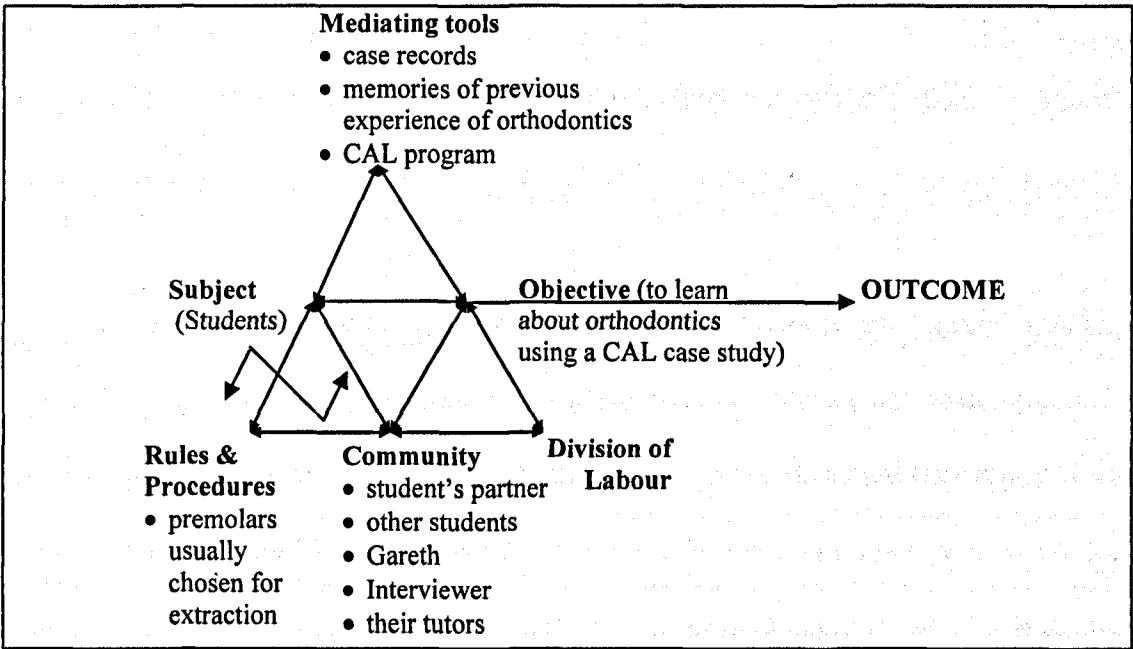 Mediating tools
• case records
• memories of previous
experience of orthodontics
• CAL program
Subject
(Students)
Objective (to learn
about orthodontics
using a CAL case study)
OUTCOME
Rules &
Procedures
• premolars
usually
chosen for
extraction
Community
• student's partner
• other students
• Gareth
• Interviewer
• their tutors
Division of
Labour